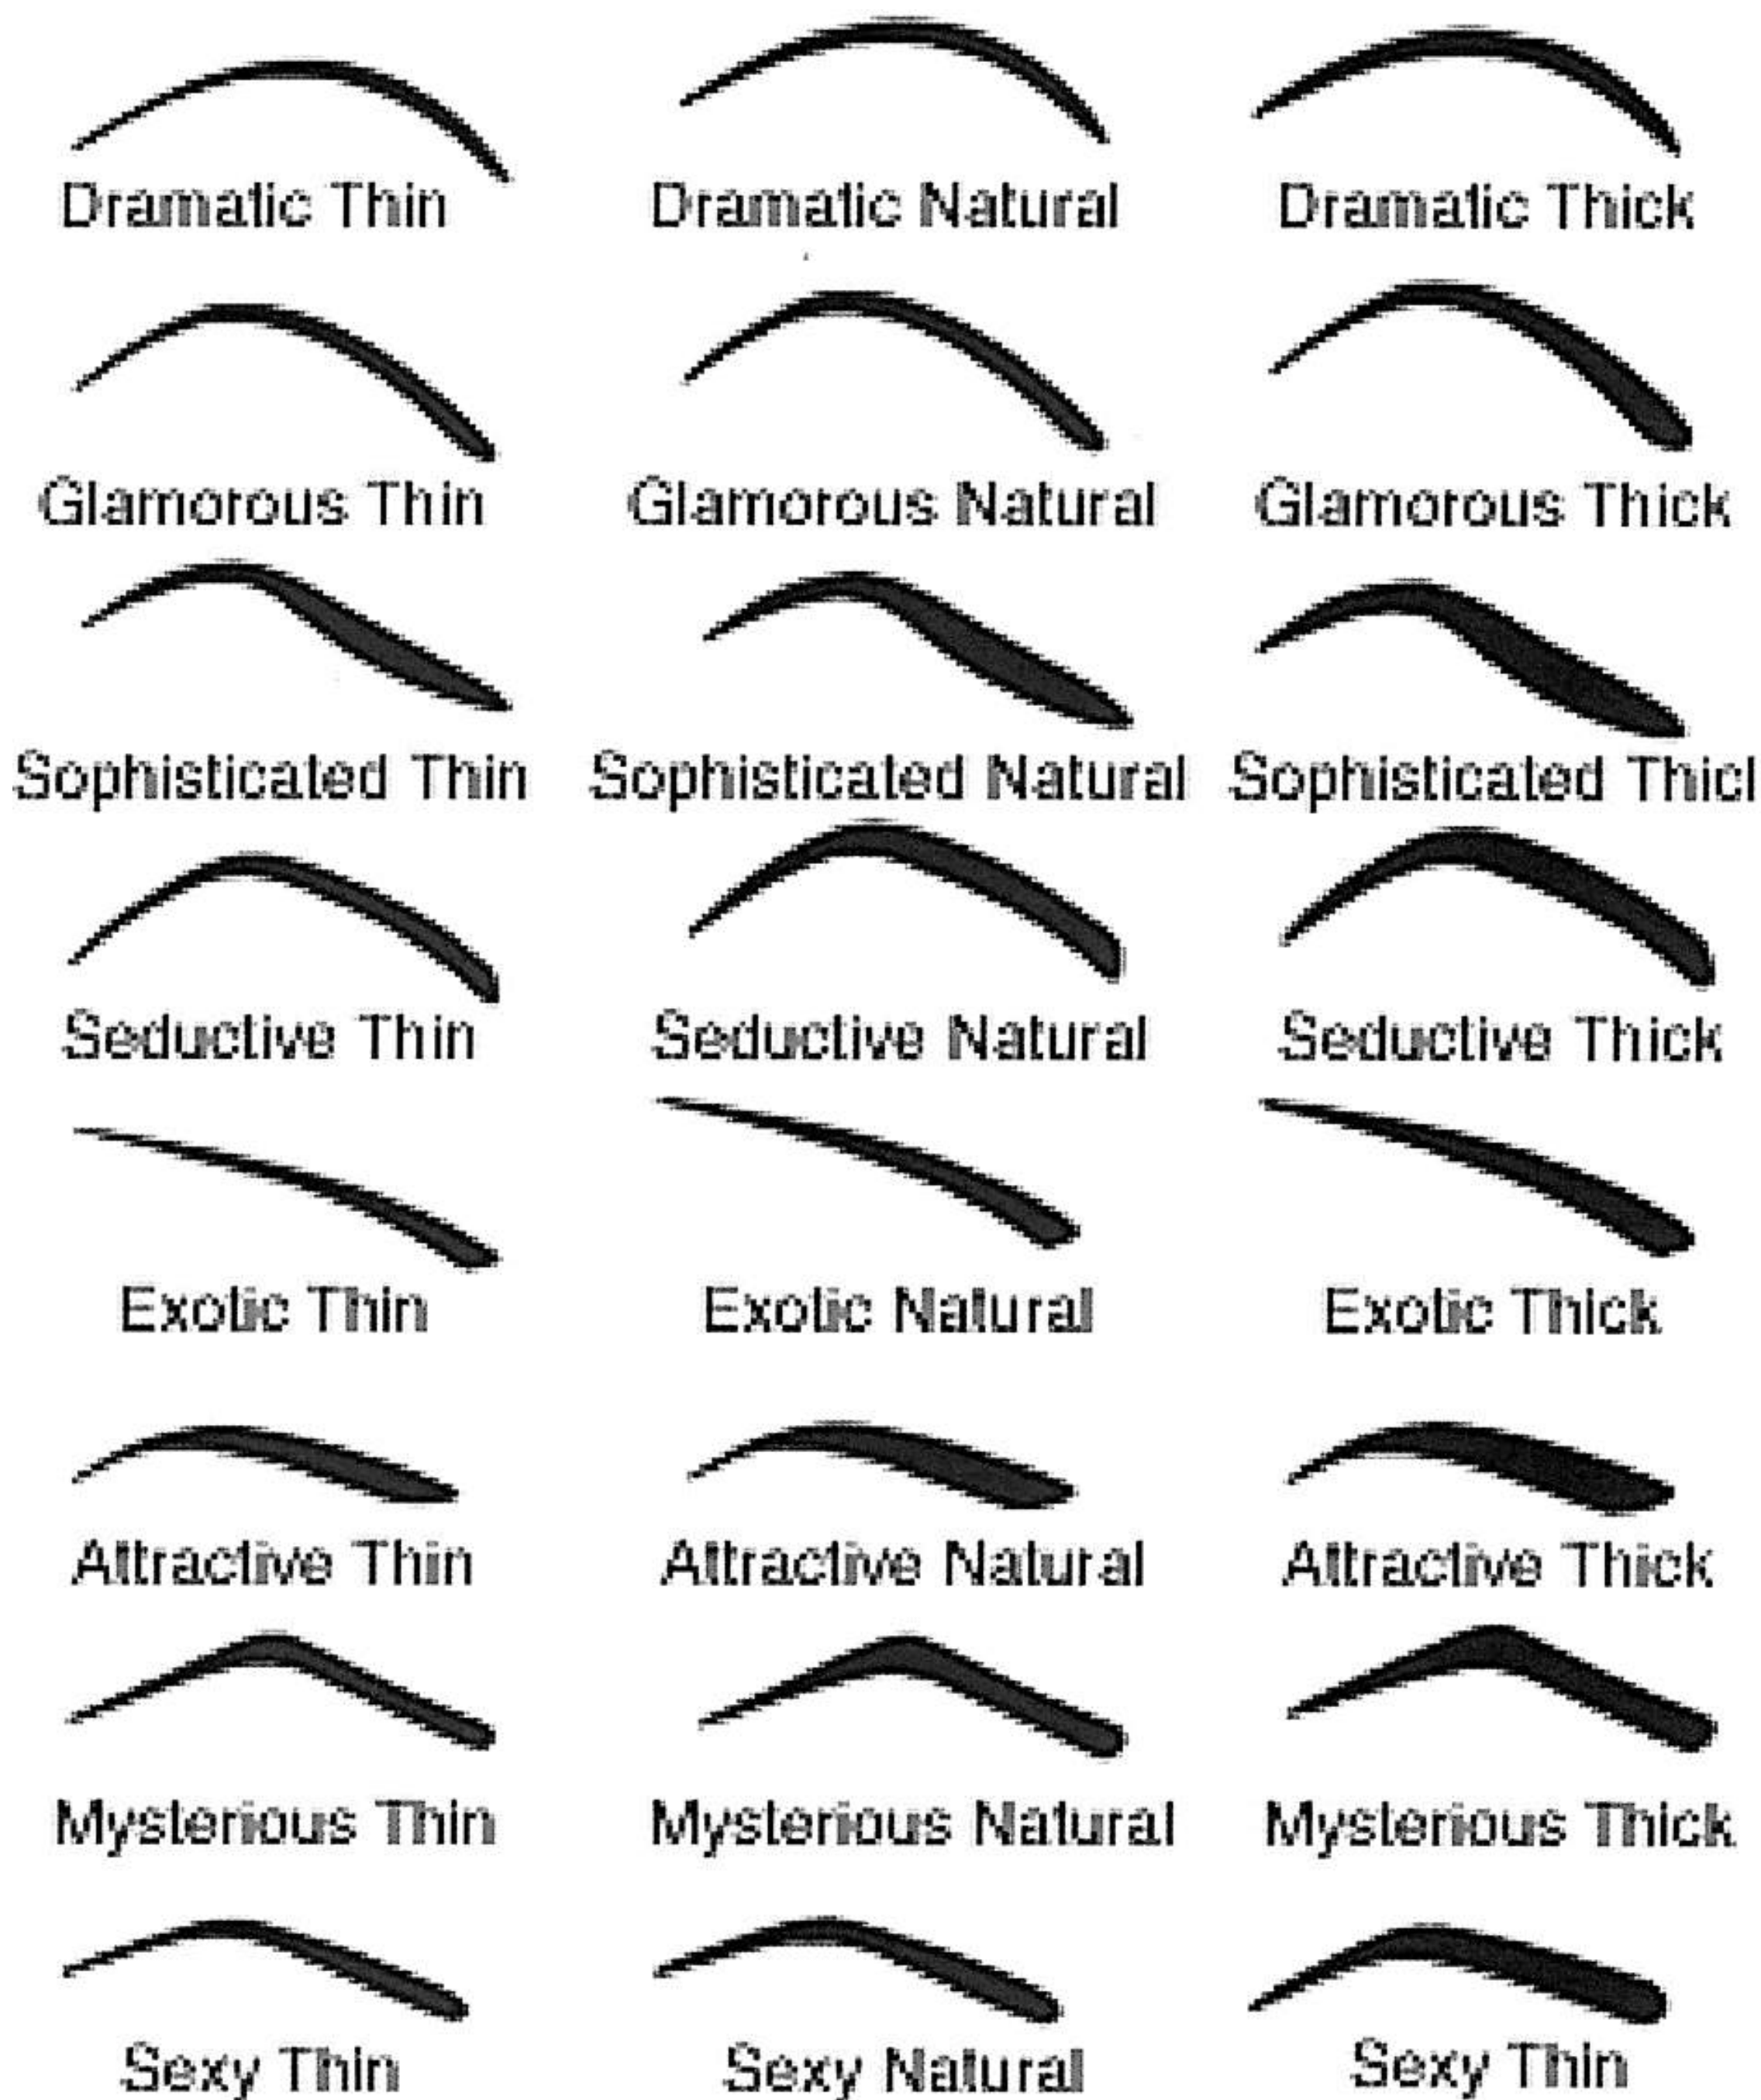 Dramatic Thin Dramatic Natural Dramatic Thick
Glamorous Thin Glamorous Natural Glamorous Thick
Sophisticated Thin Sophisticated Natural Sophisticated Thicl
Seductive Thin Seductive Natural Seductive Thick
Exotic Thin Exotic Natural Exotic Thick
Attractive Thin Attractive Natural Attractive Thick
Mysterious Thin Mysterious Natural Mysterious Thick
Sexy Thin Sexy Natural Sexy Thin